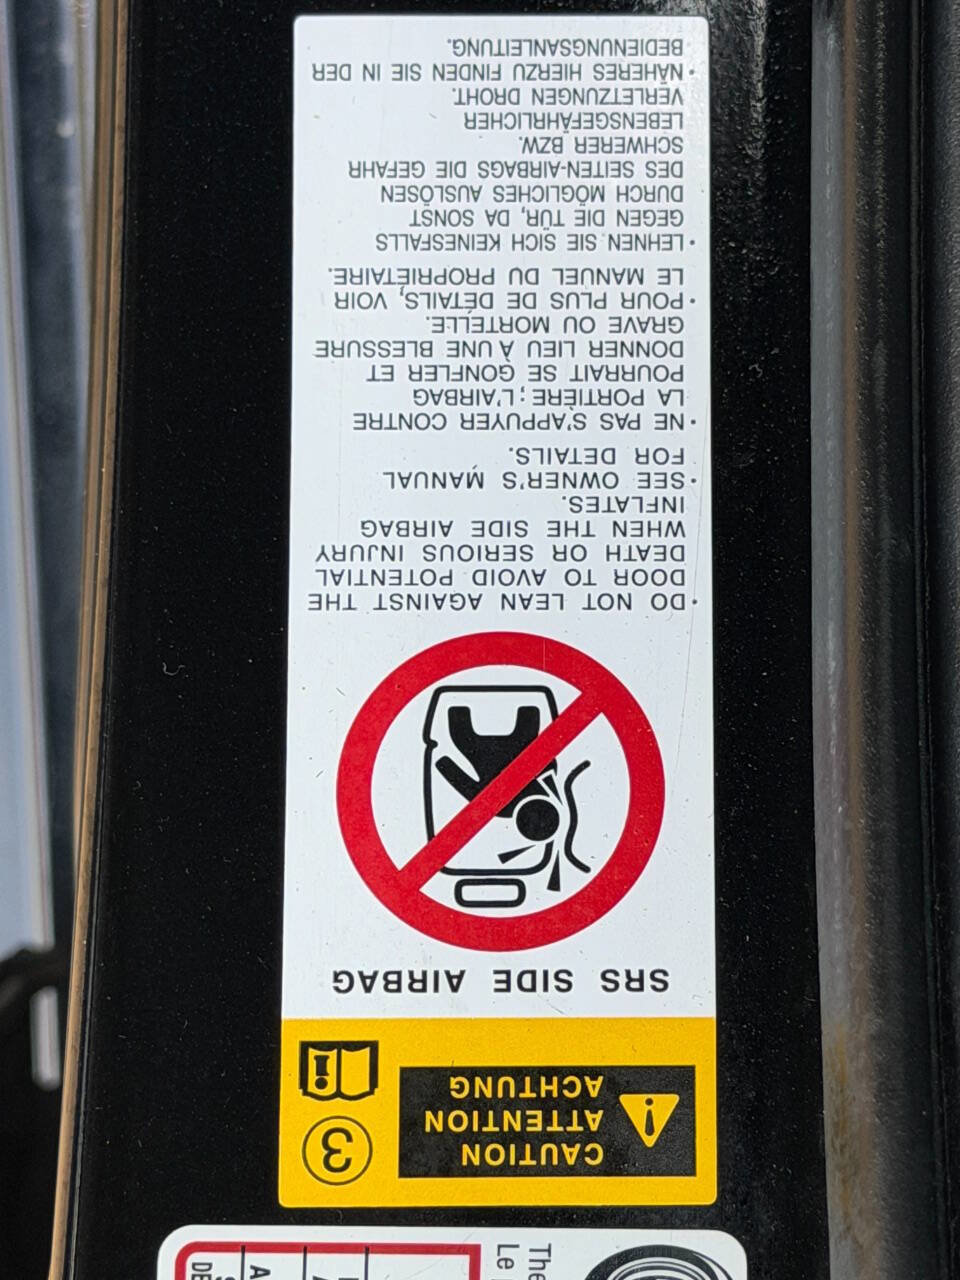 CAUTION
ATTENTION
ACHTUNG
3
SRS SIDE AIRBAG
• DO NOT LEAN AGAINST THE
DOOR TO AVOID POTENTIAL
DEATH OR SERIOUS INJURY
WHEN THE SIDE AIRBAG
INFLATES.
• SEE OWNER'S MANUAL
FOR DETAILS.
• NE PAS S'APPUYER CONTRE
LA PORTIÈRE; L'AIRBAG
POURRAIT SE GONFLER ET
DONNER LIEU À UNE BLESSURE
GRAVE OU MORTELLE.
• POUR PLUS DE DÉTAILS, VOIR
LE MANUEL DU PROPRIÉTAIRE.
• LEHNEN SIE SICH KEINESFALLS
GEGEN DIE TÜR, DA SONST
DURCH MÖGLICHES AUSLÖSEN
DES SEITEN-AIRBAGS DIE GEFAHR
SCHWERER BZW.
LEBENSGEFÄHRLICHER
VERLETZUNGEN DROHT.
• NÄHERES HIERZU FINDEN SIE IN DER
BEDIENUNGSANLEITUNG.
The
Le
DE